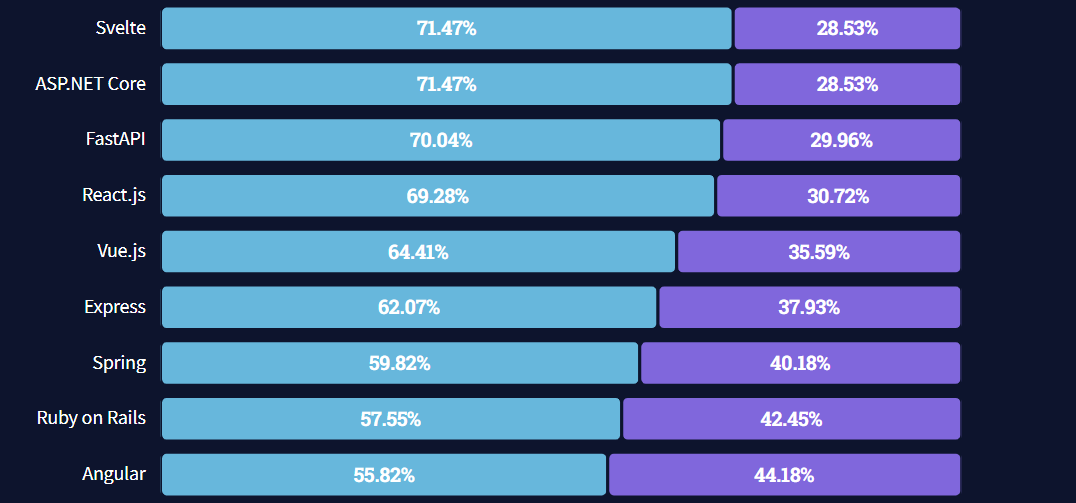 Svelte 71.47% 28.53%
ASP.NET Core 71.47% 28.53%
FastAPI 70.04% 29.96%
React.js 69.28% 30.72%
Vue.js 64.41% 35.59%
Express 62.07% 37.93%
Spring 59.82% 40.18%
Ruby on Rails 57.55% 42.45%
Angular 55.82% 44.18%